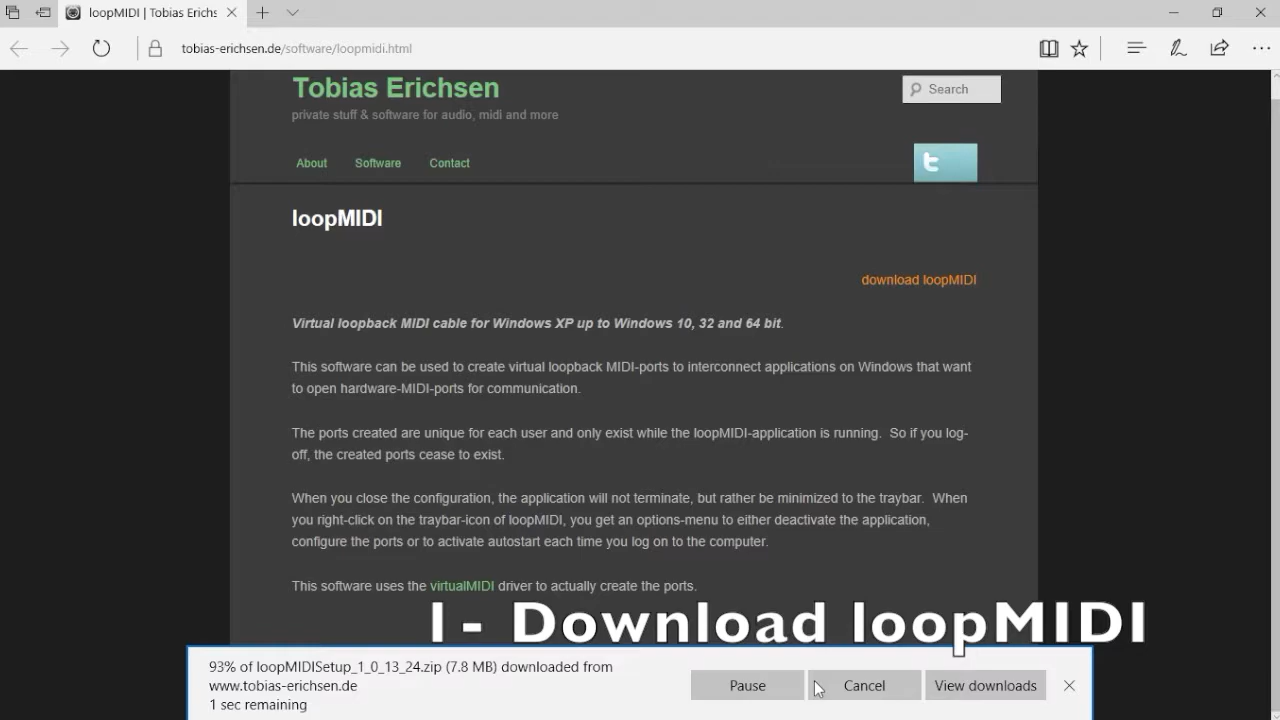 loopMIDI | Tobias Erichs
tobias-erichsen.de/software/loopmidi.html
Tobias Erichsen
private stuff & software for audio, midi and more
Search
About Software Contact
loopMIDI
download loopMIDI
Virtual loopback MIDI cable for Windows XP up to Windows 10, 32 and 64 bit.
This software can be used to create virtual loopback MIDI-ports to interconnect applications on Windows that want
to open hardware-MIDI-ports for communication.
The ports created are unique for each user and only exist while the loopMIDI-application is running. So if you log-
off, the created ports cease to exist.
When you close the configuration, the application will not terminate, but rather be minimized to the traybar. When
you right-click on the traybar-icon of loopMIDI, you get an options-menu to either deactivate the application,
configure the ports or to activate autostart each time you log on to the computer.
This software uses the virtualMIDI driver to actually create the ports.
1- Download loopMIDI
93% of loopMIDISetup_1_0_13_24.zip (7.8 MB) downloaded from
www.tobias-erichsen.de
1 sec remaining
Pause Cancel View downloads